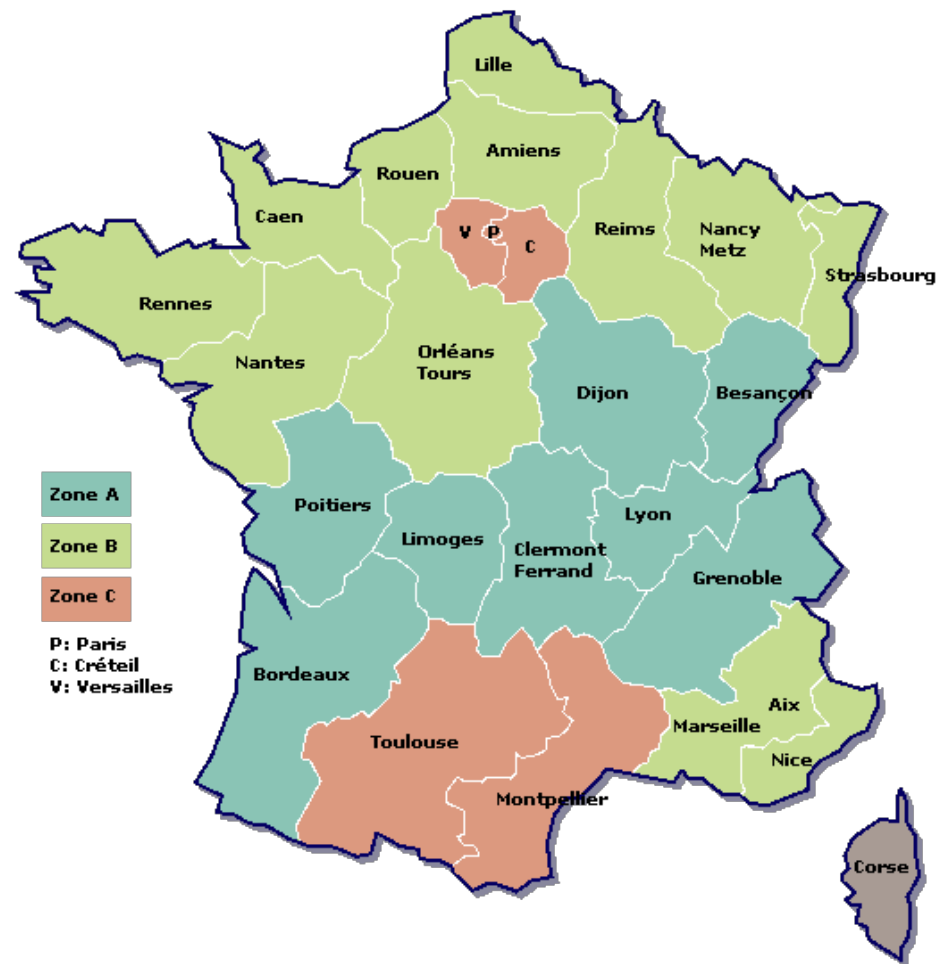 Lille
Amiens
Rouen
Caen
V
P
C
Reims
Nancy
Metz
Strasbourg
Rennes
Nantes
Orléans
Tours
Dijon
Besançon
Zone A
Zone B
Zone C
P: Paris
C: Créteil
V: Versailles
Poitiers
Limoges
Clermont
Ferrand
Lyon
Grenoble
Bordeaux
Toulouse
Montpellier
Marseille
Aix
Nice
Corse